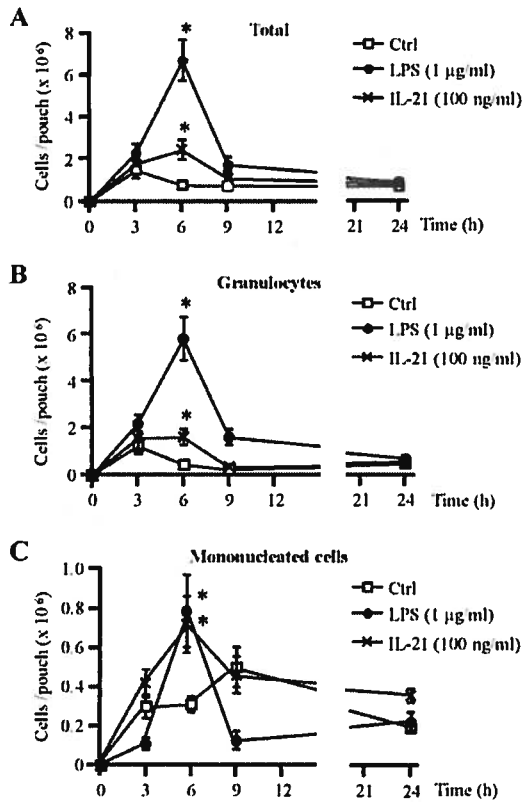 A
Total
Ctrl
LPS (1 µg/ml)
IL-21 (100 ng/ml)
Cells/pouch (x 10⁶)
8
6
4
2
0
*
*
0 3 6 9 12 21 24 Time (h)
B
Granulocytes
Ctrl
LPS (1 µg/ml)
IL-21 (100 ng/ml)
Cells/pouch (x 10⁶)
8
6
4
2
0
*
*
0 3 6 9 12 21 24 Time (h)
C
Mononucleated cells
Ctrl
LPS (1 µg/ml)
IL-21 (100 ng/ml)
Cells/pouch (x 10⁶)
1.0
0.8
0.6
0.4
0.2
0
*
*
0 3 6 9 12 21 24 Time (h)